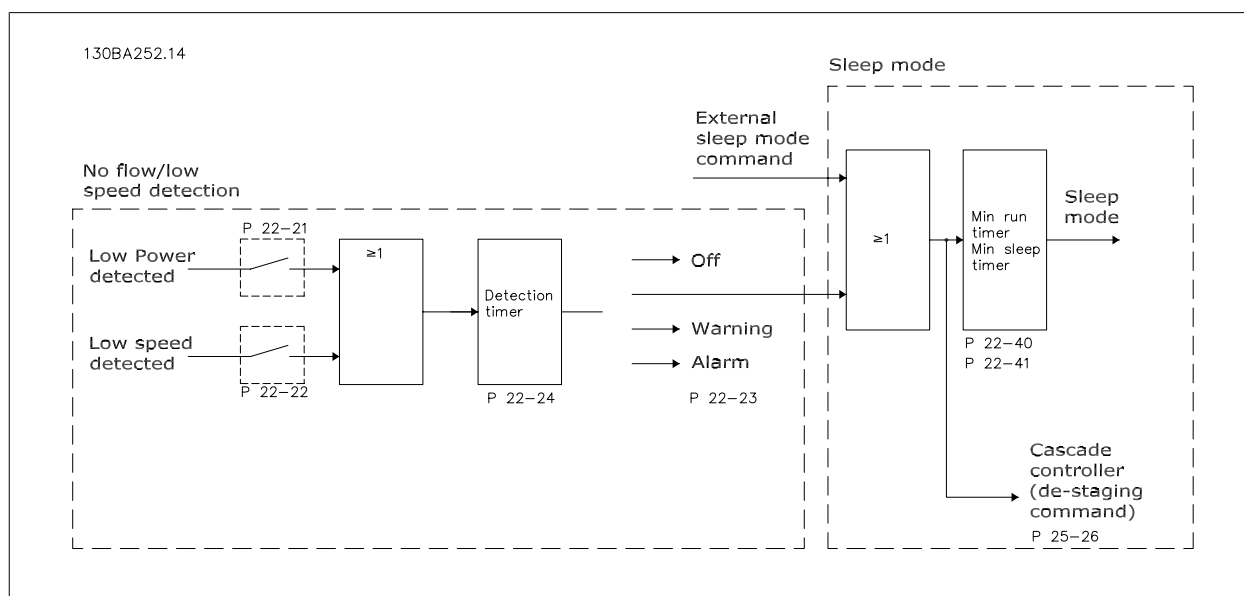 130BA252.14
Sleep mode
External
sleep mode
command
No flow/low
speed detection
P 22-21
Low Power
detected
≥1
Detection
timer
P 22-24
Low speed
detected
P 22-22
Off
Warning
Alarm
P 22-23
≥1
Min run
timer
Min sleep
timer
P 22-40
P 22-41
Sleep
mode
Cascade
controller
(de-staging
command)
P 25-26